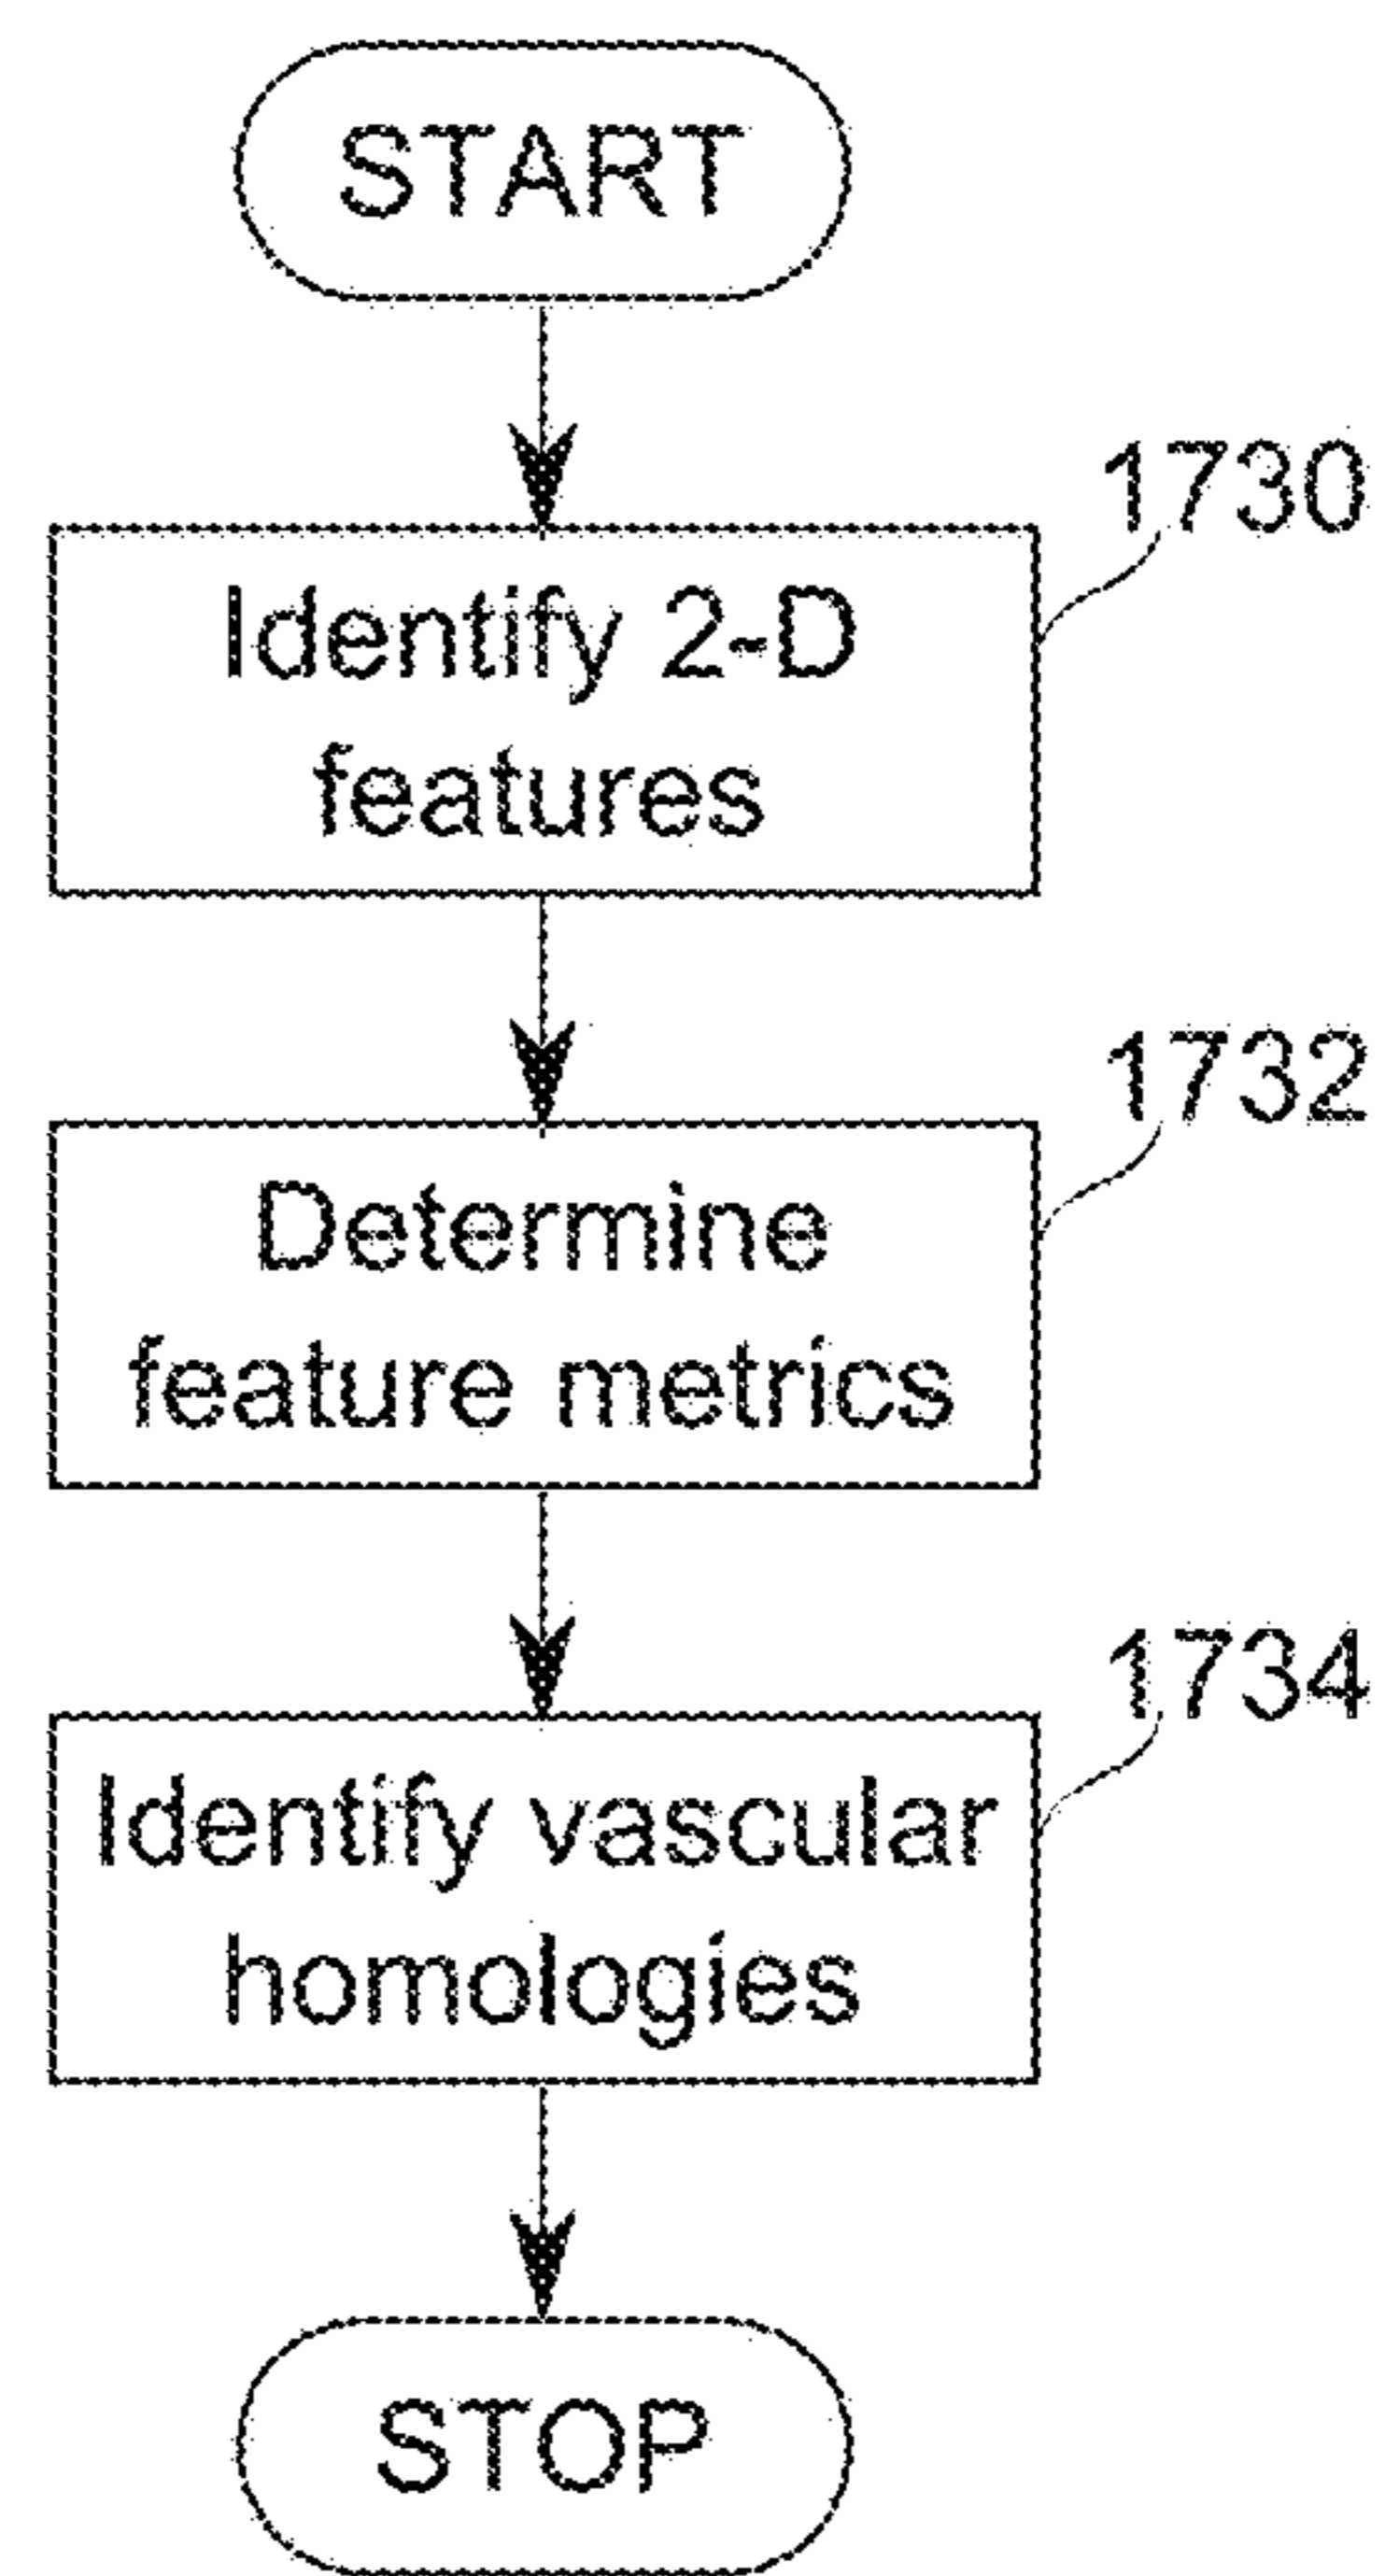 START
1730
Identify 2-D
features
1732
Determine
feature metrics
1734
Identify vascular
homologies
STOP